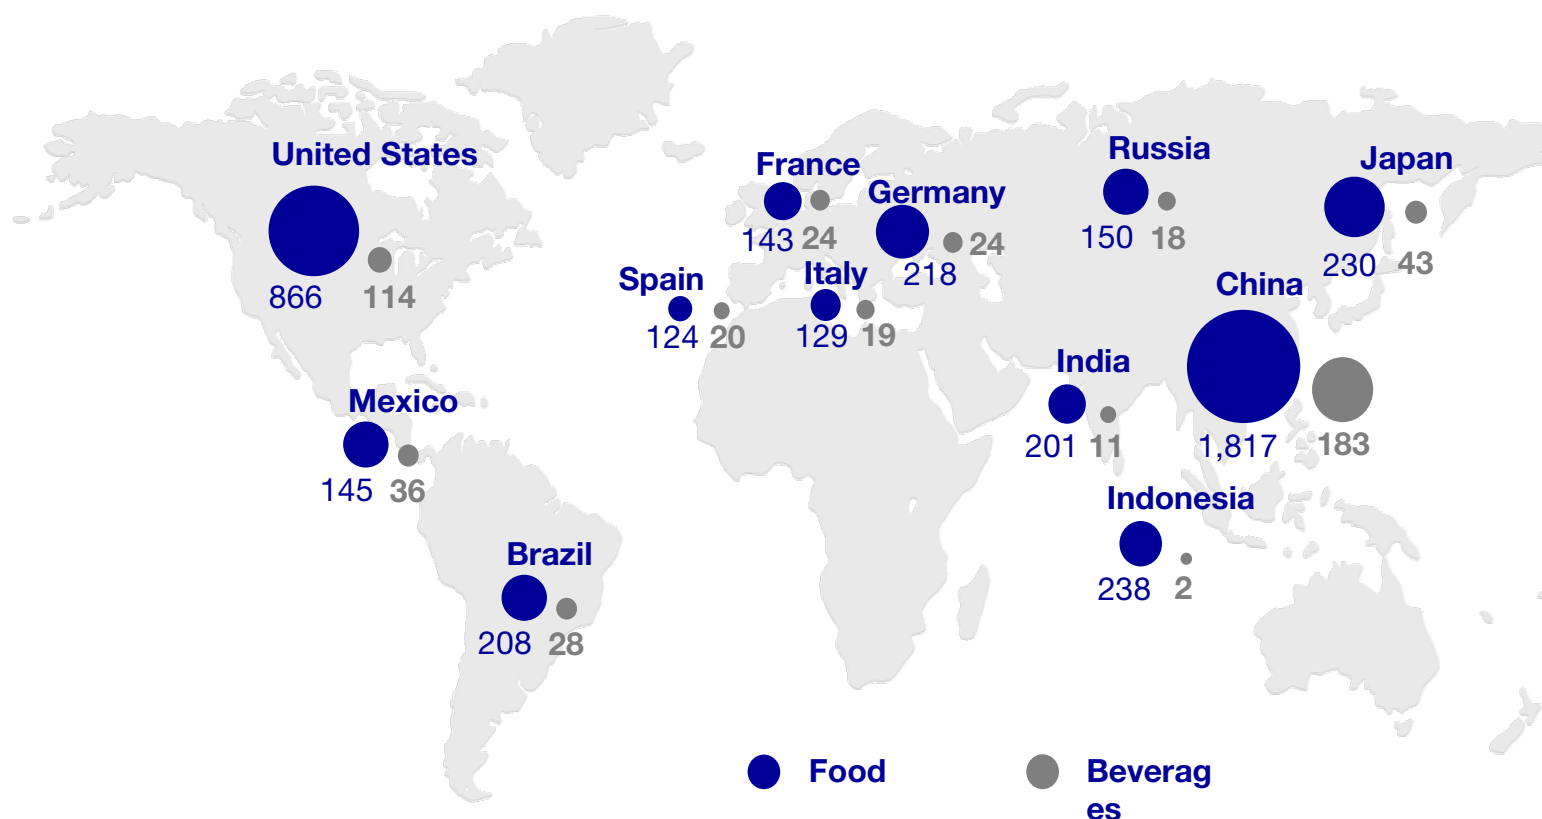 United States
866 114
Mexico
145 36
Brazil
208 28
France
143 24
Germany
218 24
Spain
124 20
Italy
129 19
Russia
150 18
Japan
230 43
China
1,817 183
India
201 11
Indonesia
238 2
Food
Beverag
es